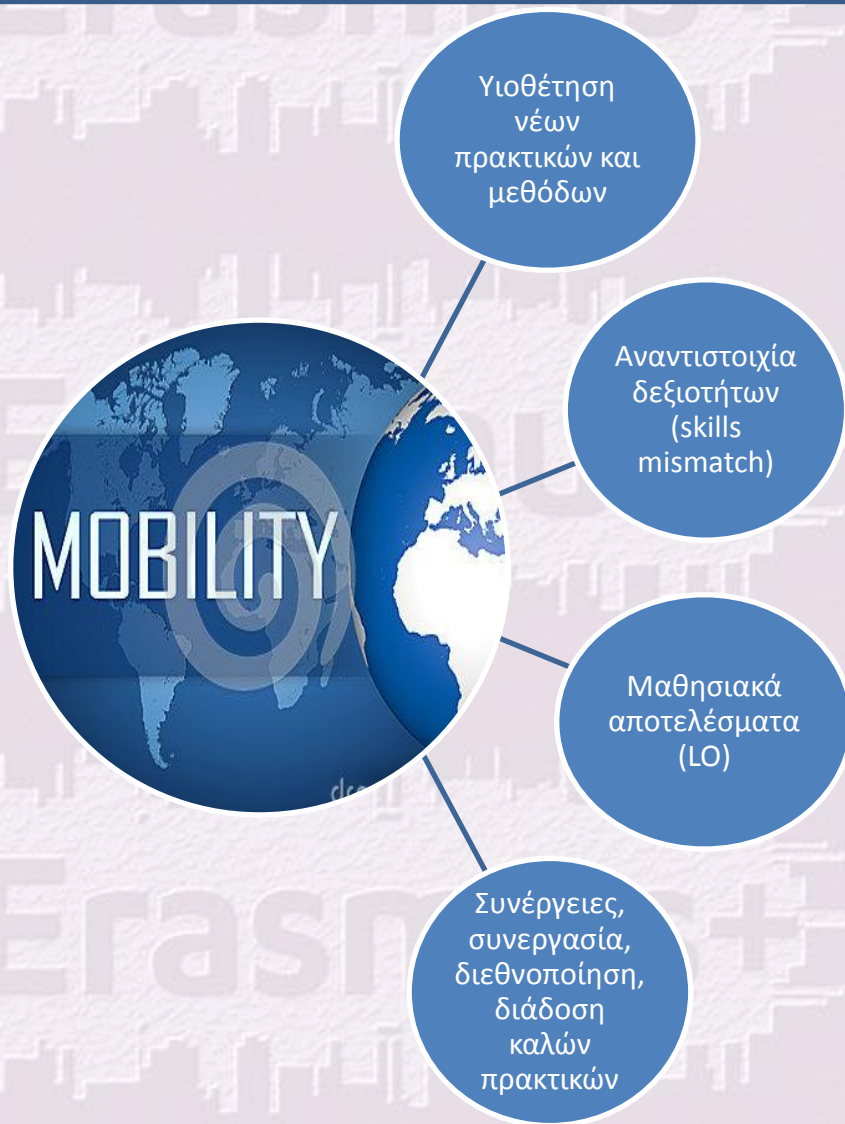 Υιοθέτηση
νέων
πρακτικών και
μεθόδων
Αναντιστοιχία
δεξιοτήτων
(skills
mismatch)
MOBILITY
Μαθησιακά
αποτελέσματα
(LO)
Συνέργειες,
συνεργασία,
διεθνοποίηση,
διάδοση
καλών
πρακτικών
Erasmus+